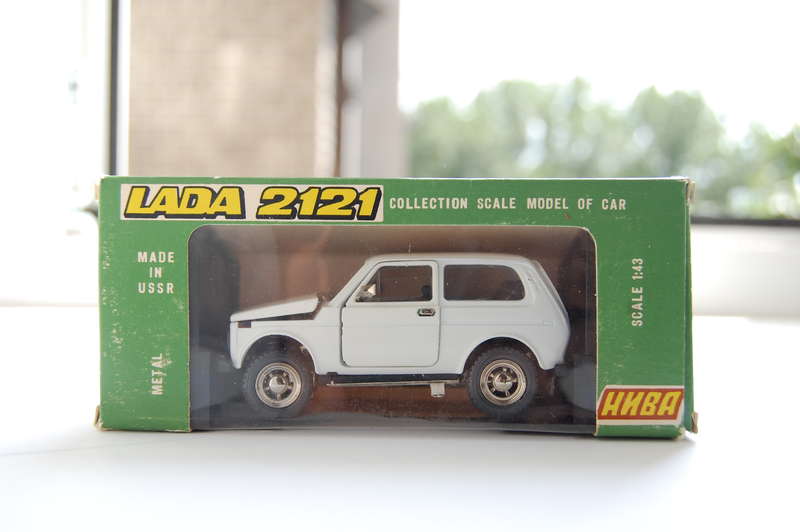 LADA 2121 COLLECTION SCALE MODEL OF CAR
MADE
IN
USSR
METAL
SCALE 1:43
НИВА